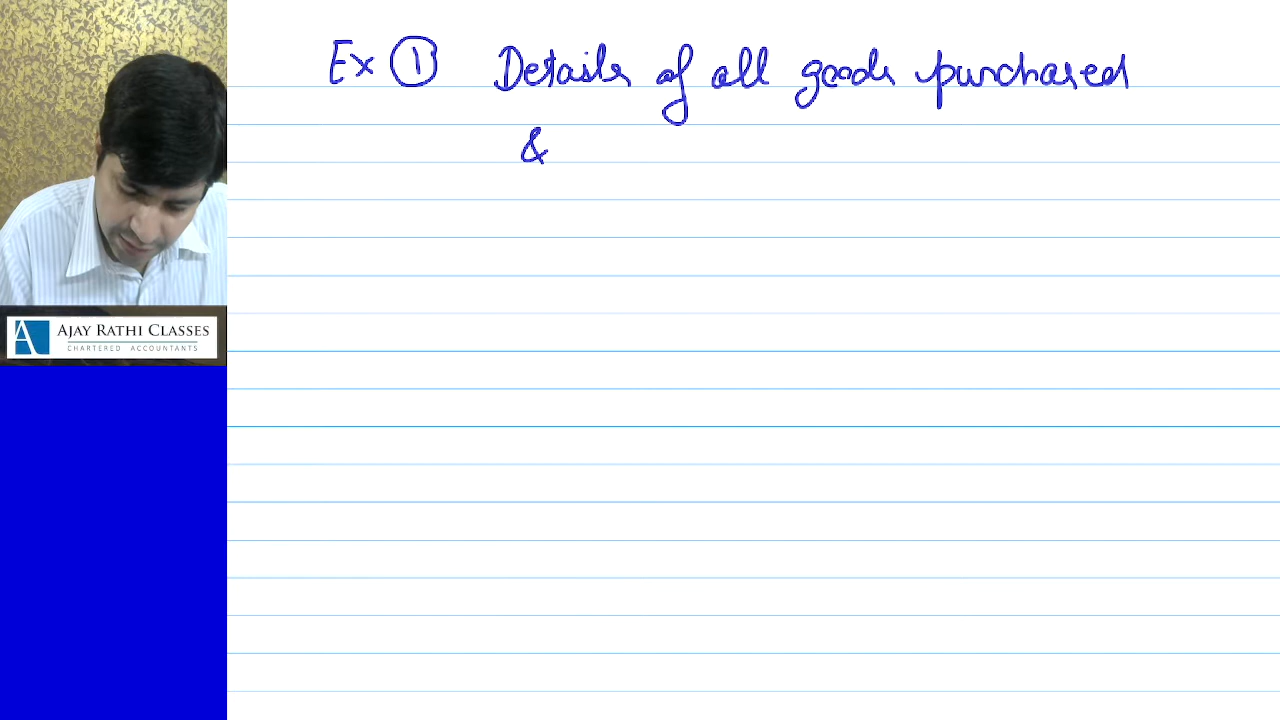 Ex ① Details of all goods purchased
&
AJAY RATHI CLASSES
CHARTERED ACCOUNTANTS